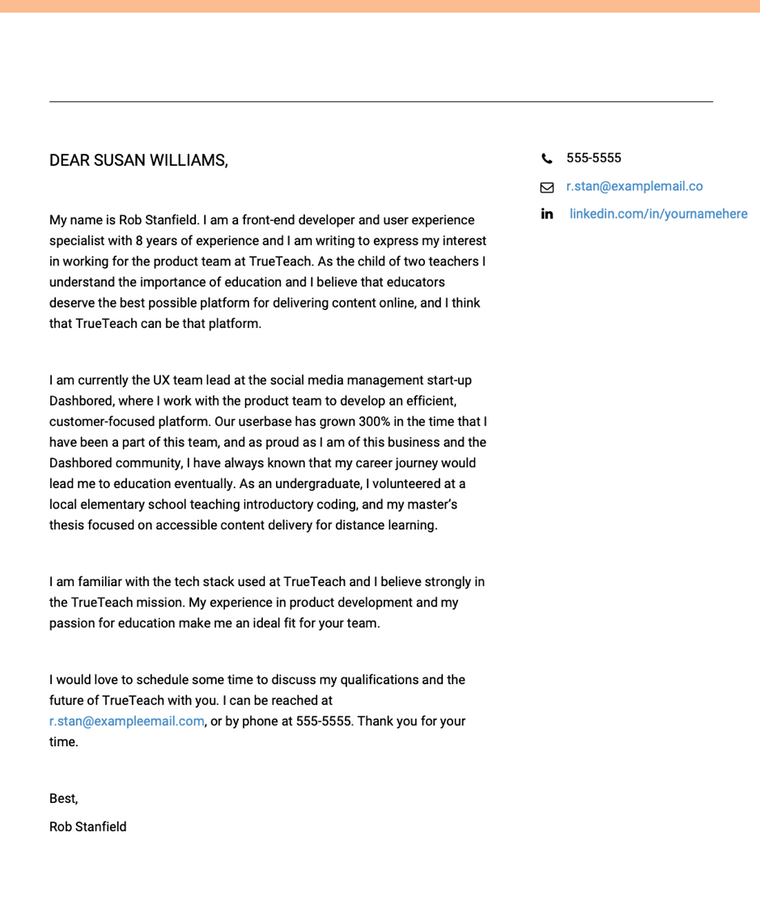 DEAR SUSAN WILLIAMS,
555-5555
r.stan@examplemail.co
linkedin.com/in/yournamehere
My name is Rob Stanfield. I am a front-end developer and user experience
specialist with 8 years of experience and I am writing to express my interest
in working for the product team at TrueTeach. As the child of two teachers I
understand the importance of education and I believe that educators
deserve the best possible platform for delivering content online, and I think
that TrueTeach can be that platform.
I am currently the UX team lead at the social media management start-up
Dashbored, where I work with the product team to develop an efficient,
customer-focused platform. Our userbase has grown 300% in the time that I
have been a part of this team, and as proud as I am of this business and the
Dashbored community, I have always known that my career journey would
lead me to education eventually. As an undergraduate, I volunteered at a
local elementary school teaching introductory coding, and my master's
thesis focused on accessible content delivery for distance learning.
I am familiar with the tech stack used at TrueTeach and I believe strongly in
the TrueTeach mission. My experience in product development and my
passion for education make me an ideal fit for your team.
I would love to schedule some time to discuss my qualifications and the
future of TrueTeach with you. I can be reached at
r.stan@exampleemail.com, or by phone at 555-5555. Thank you for your
time.
Best,
Rob Stanfield